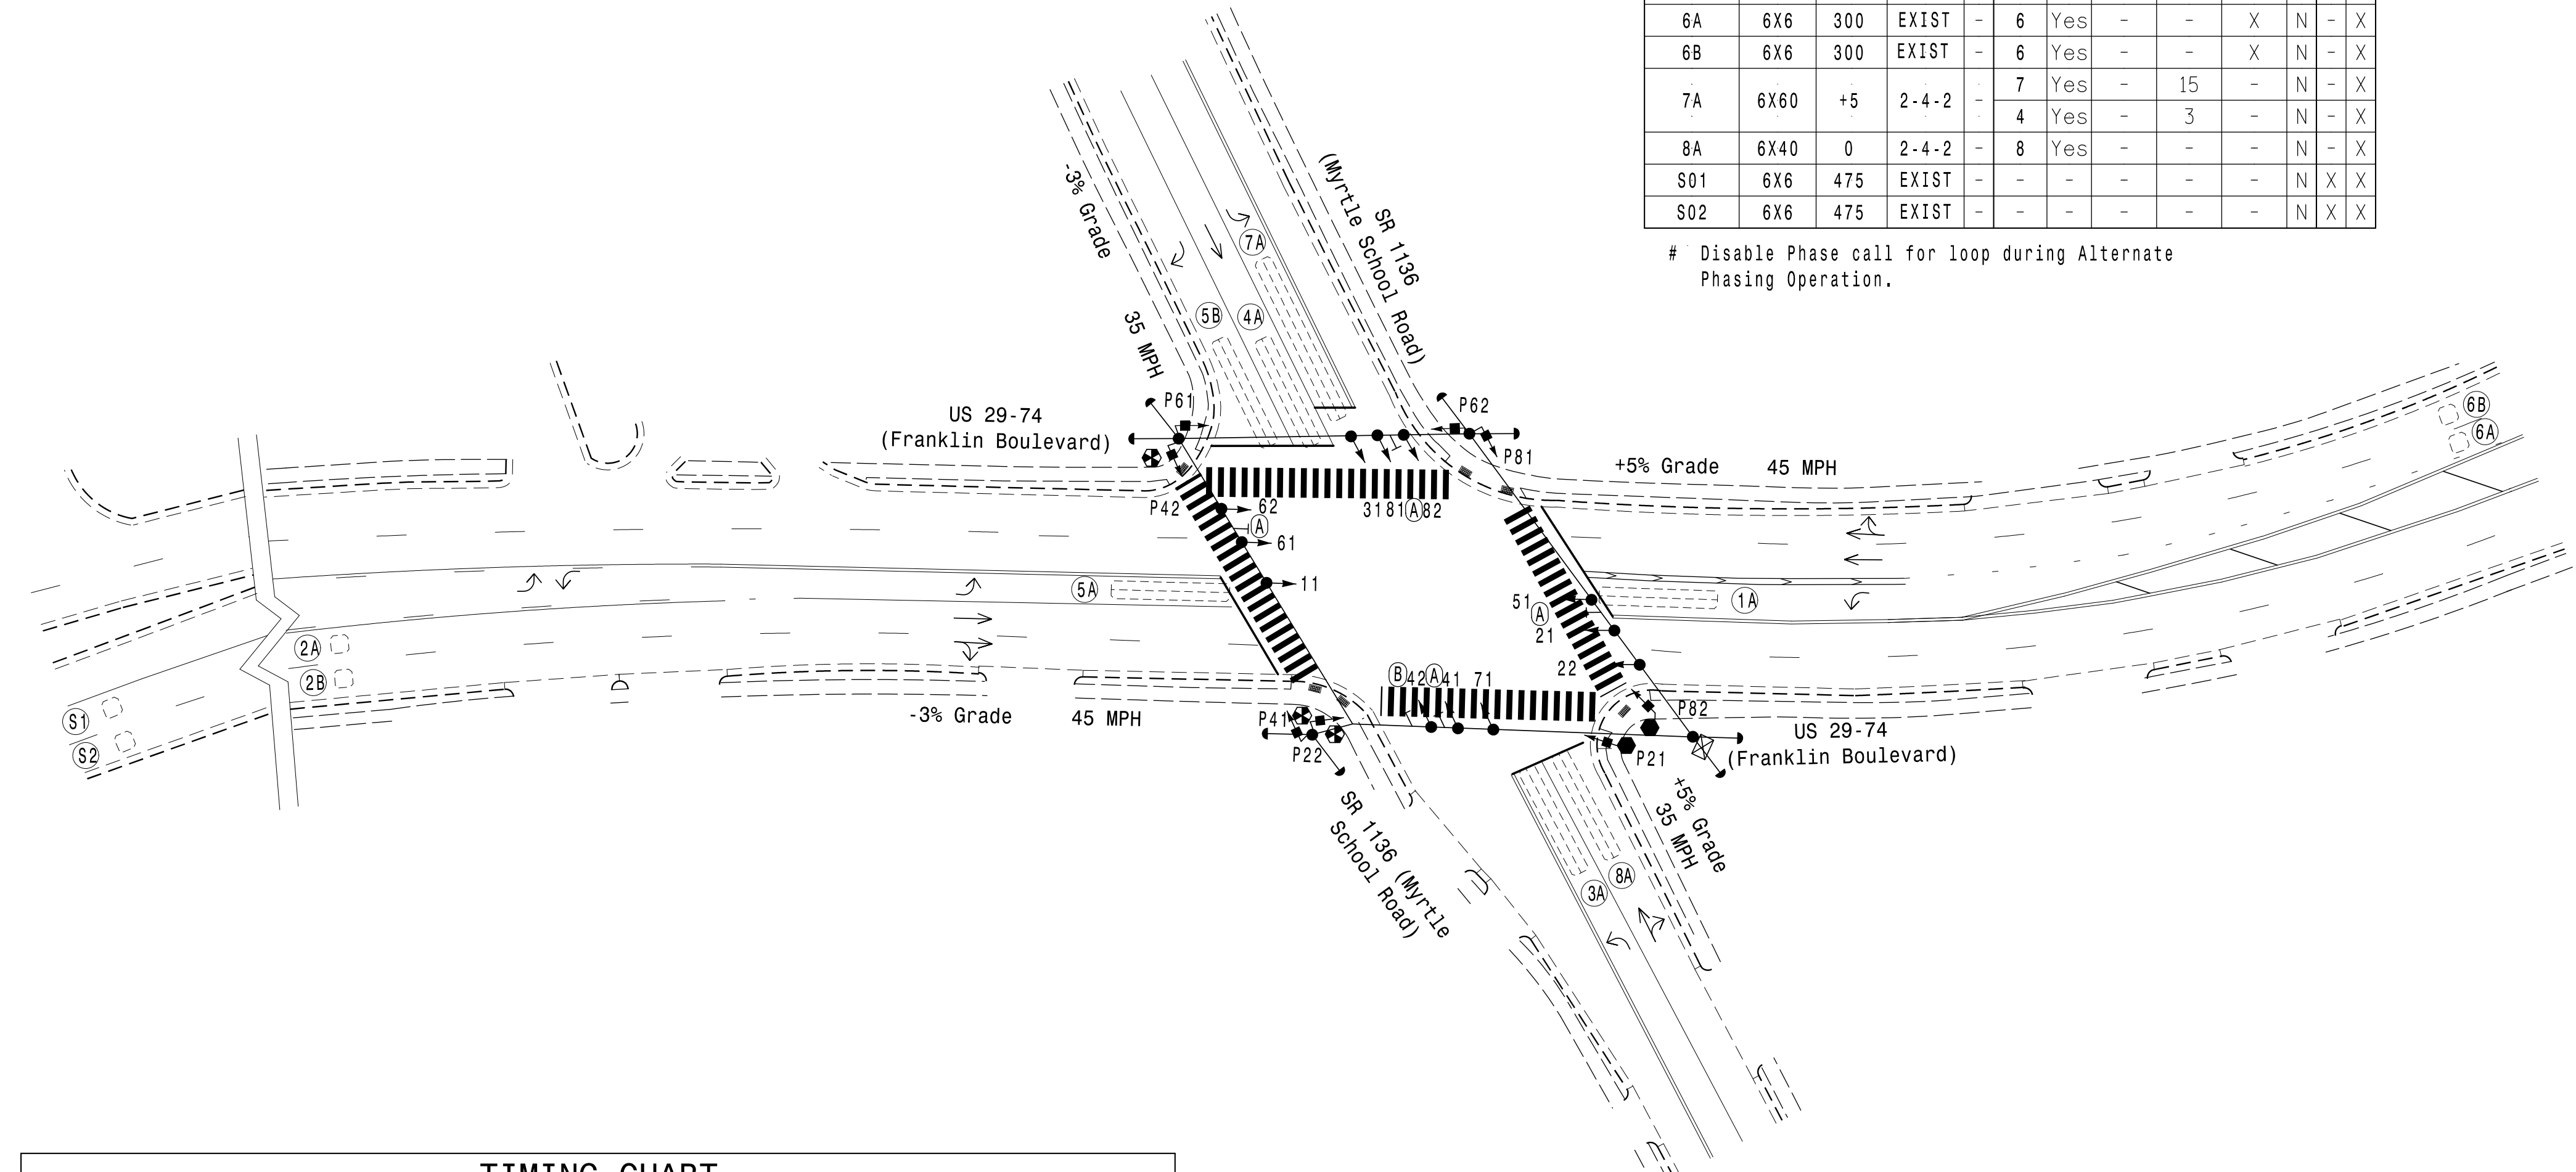 6A 6X6 300 EXIST - 6 Yes - - X N - X
6B 6X6 300 EXIST - 6 Yes - - X N - X
7A 6X60 +5 2-4-2 - 7 Yes - 15 - N - X
4 Yes - 3 - N - X
8A 6X40 0 2-4-2 - 8 Yes - - - N - X
S01 6X6 475 EXIST - - - - - - N X X
S02 6X6 475 EXIST - - - - - - N X X
# Disable Phase call for loop during Alternate
Phasing Operation.
-3% Grade
35 MPH
7A
5B
4A
SR 1136
(Myrtle School Road)
US 29-74
(Franklin Boulevard)
P61
P62
P81
P42
62
A
61
11
31 81 A 82
+5% Grade 45 MPH
6B
6A
5A
1A
51
A
21
22
2A
2B
S1
S2
-3% Grade 45 MPH
B 42 A 41 71
P41
P22
P82
P21
US 29-74
(Franklin Boulevard)
+5% Grade
35 MPH
SR 1136 (Myrtle
School Road)
8A
3A
TIMING CHART